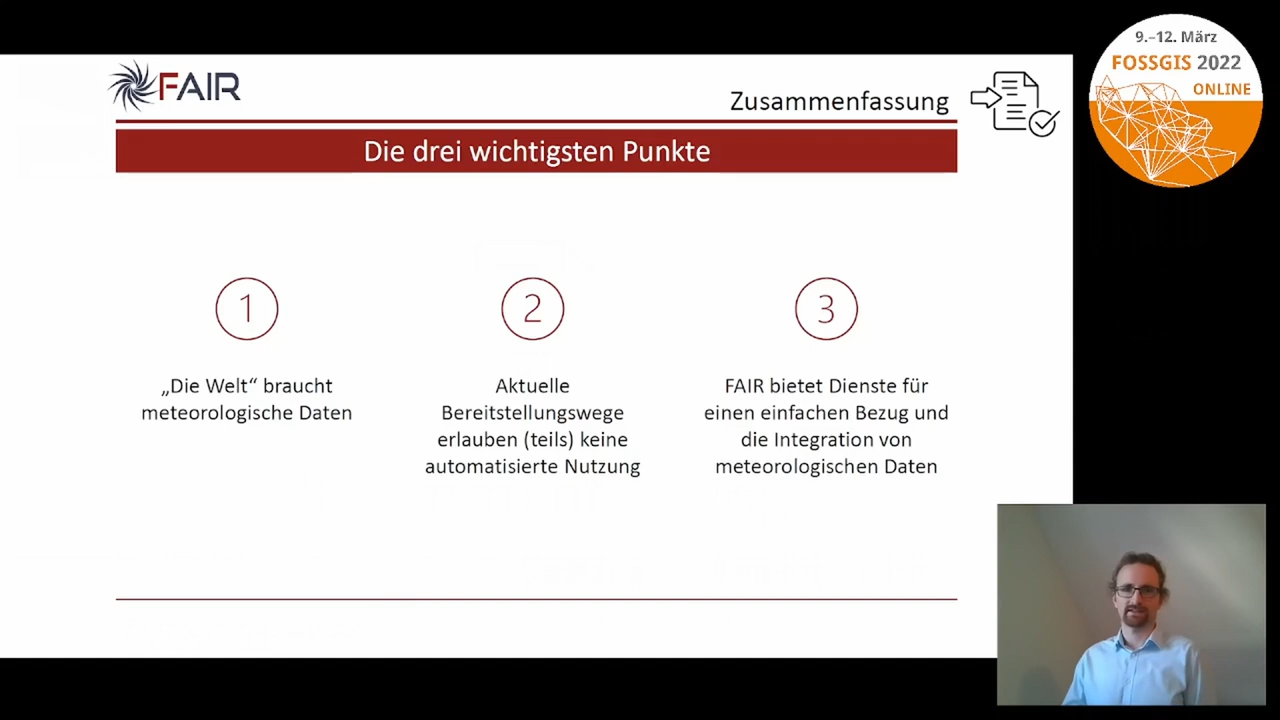 FAIR
Zusammenfassung
9.–12. März
FOSSGIS 2022
ONLINE
Die drei wichtigsten Punkte
1
„Die Welt“ braucht
meteorologische Daten
2
Aktuelle
Bereitstellungswege
erlauben (teils) keine
automatisierte Nutzung
3
FAIR bietet Dienste für
einen einfachen Bezug und
die Integration von
meteorologischen Daten